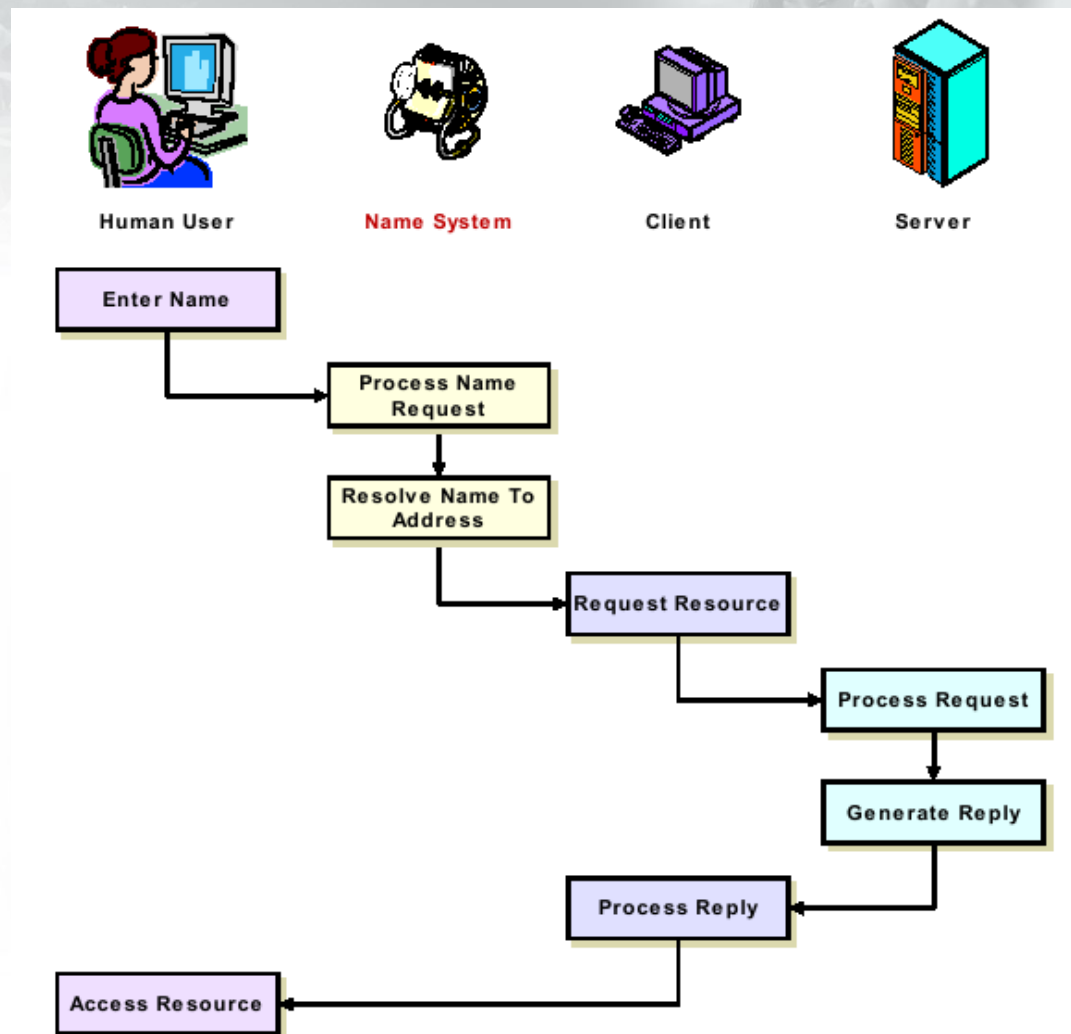 Human User
Name System
Client
Server
Enter Name
Process Name
Request
Resolve Name To
Address
Request Resource
Process Request
Generate Reply
Process Reply
Access Resource